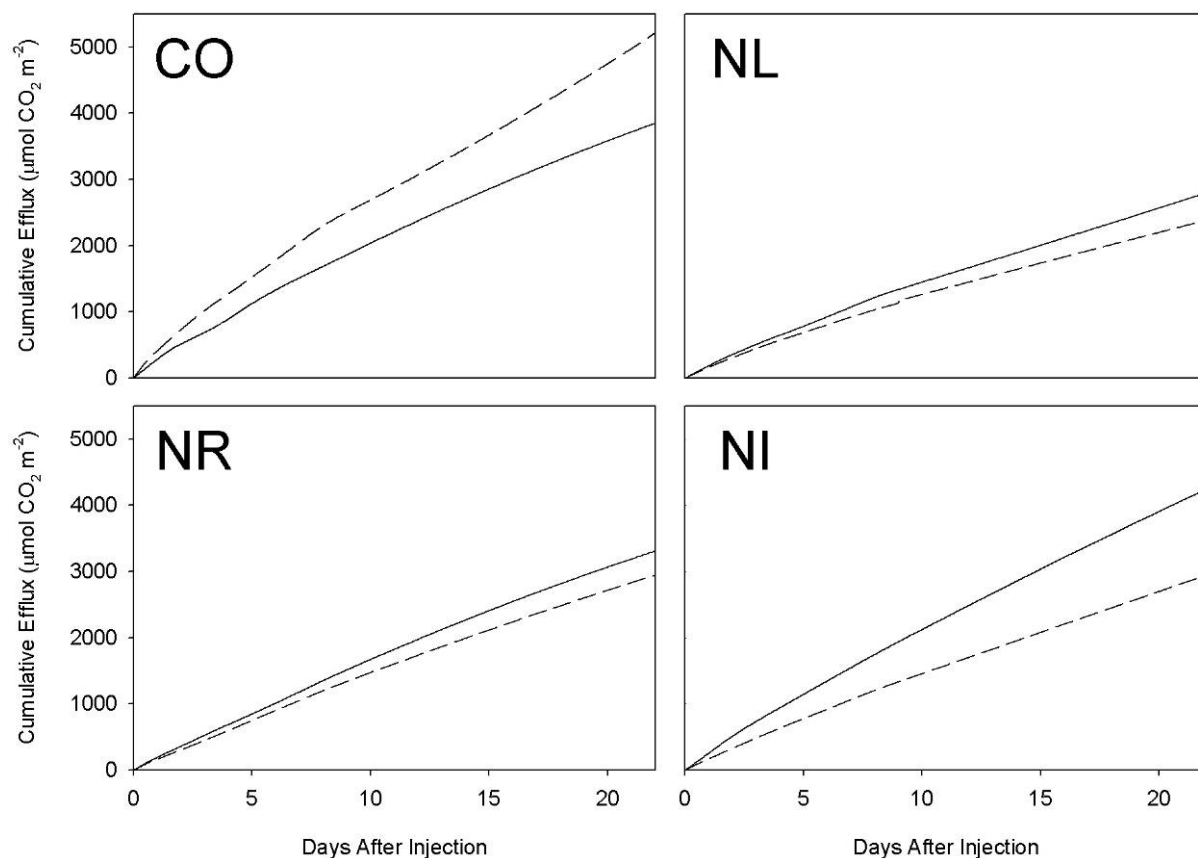 CO
NL
5000
4000
3000
2000
1000
0
Cumulative Efflux (µmol CO₂ m⁻²)
NR
NI
5000
4000
3000
2000
1000
0
Cumulative Efflux (µmol CO₂ m⁻²)
0 5 10 15 20
0 5 10 15 20
Days After Injection
Days After Injection